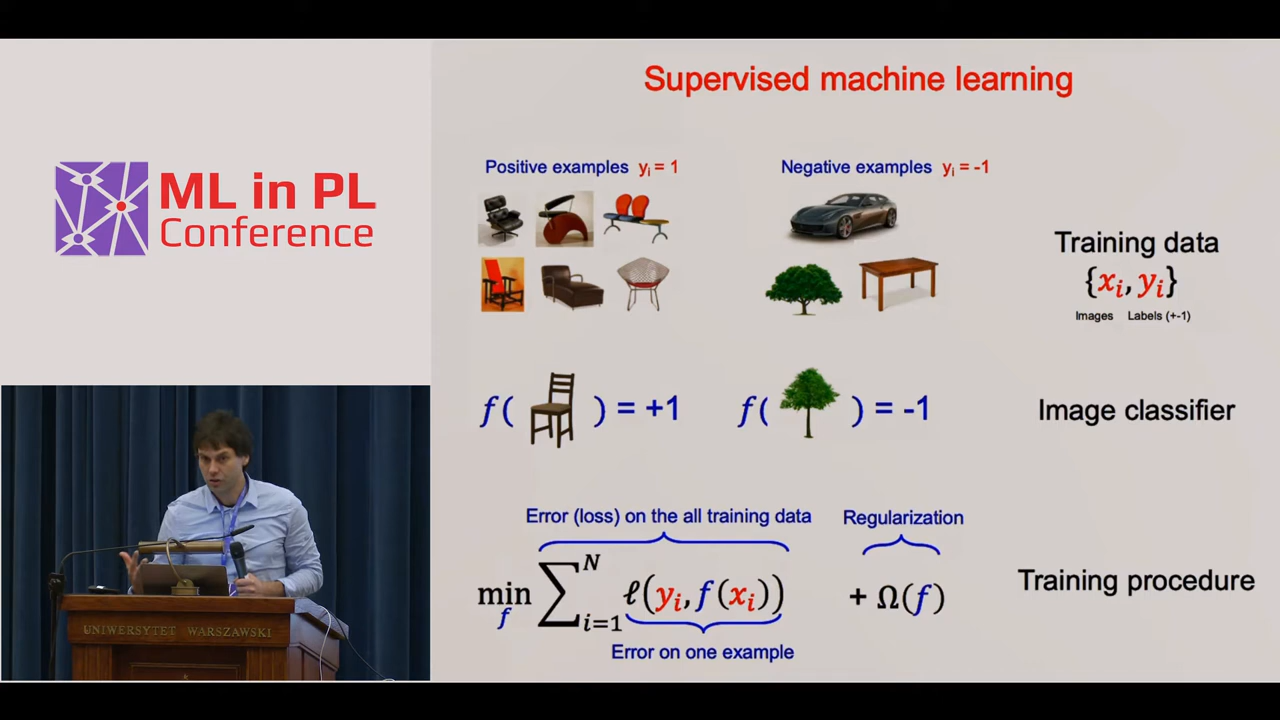 Supervised machine learning
ML in PL
Conference
Positive examples yᵢ = 1
Negative examples yᵢ = -1
Training data
{xᵢ, yᵢ}
Images Labels (+-1)
f( ) = +1
f( ) = -1
Image classifier
Error (loss) on the all training data
Regularization
min_f ∑_{i=1}^N ℓ(yᵢ, f(xᵢ)) + Ω(f)
Error on one example
Training procedure
UNIWERSYTET WARSZAWSKI